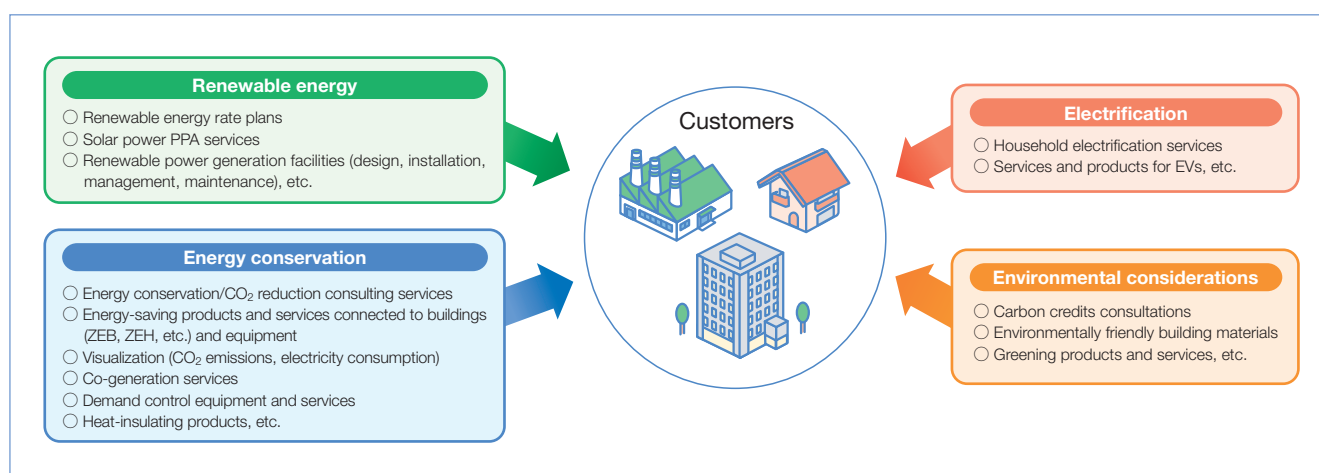 Renewable energy
○ Renewable energy rate plans
○ Solar power PPA services
○ Renewable power generation facilities (design, installation,
management, maintenance), etc.
Energy conservation
○ Energy conservation/CO₂ reduction consulting services
○ Energy-saving products and services connected to buildings
(ZEB, ZEH, etc.) and equipment
○ Visualization (CO₂ emissions, electricity consumption)
○ Co-generation services
○ Demand control equipment and services
○ Heat-insulating products, etc.
Customers
Electrification
○ Household electrification services
○ Services and products for EVs, etc.
Environmental considerations
○ Carbon credits consultations
○ Environmentally friendly building materials
○ Greening products and services, etc.